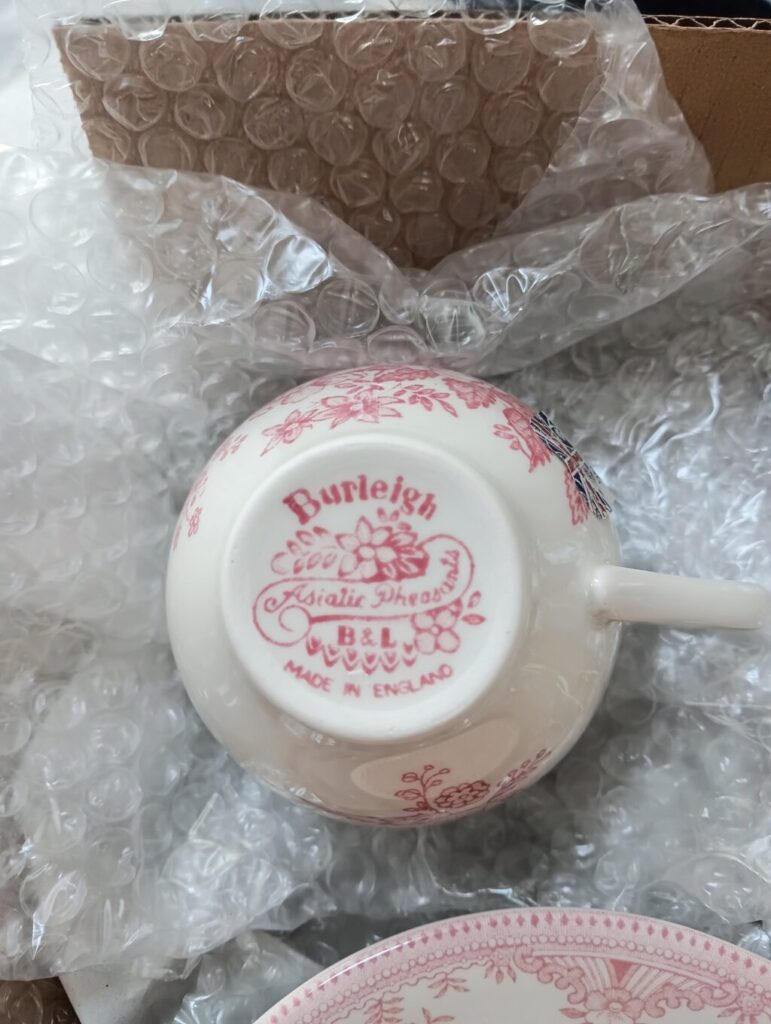 Burleigh
Asiatic Pheasants
B & L
MADE IN ENGLAND